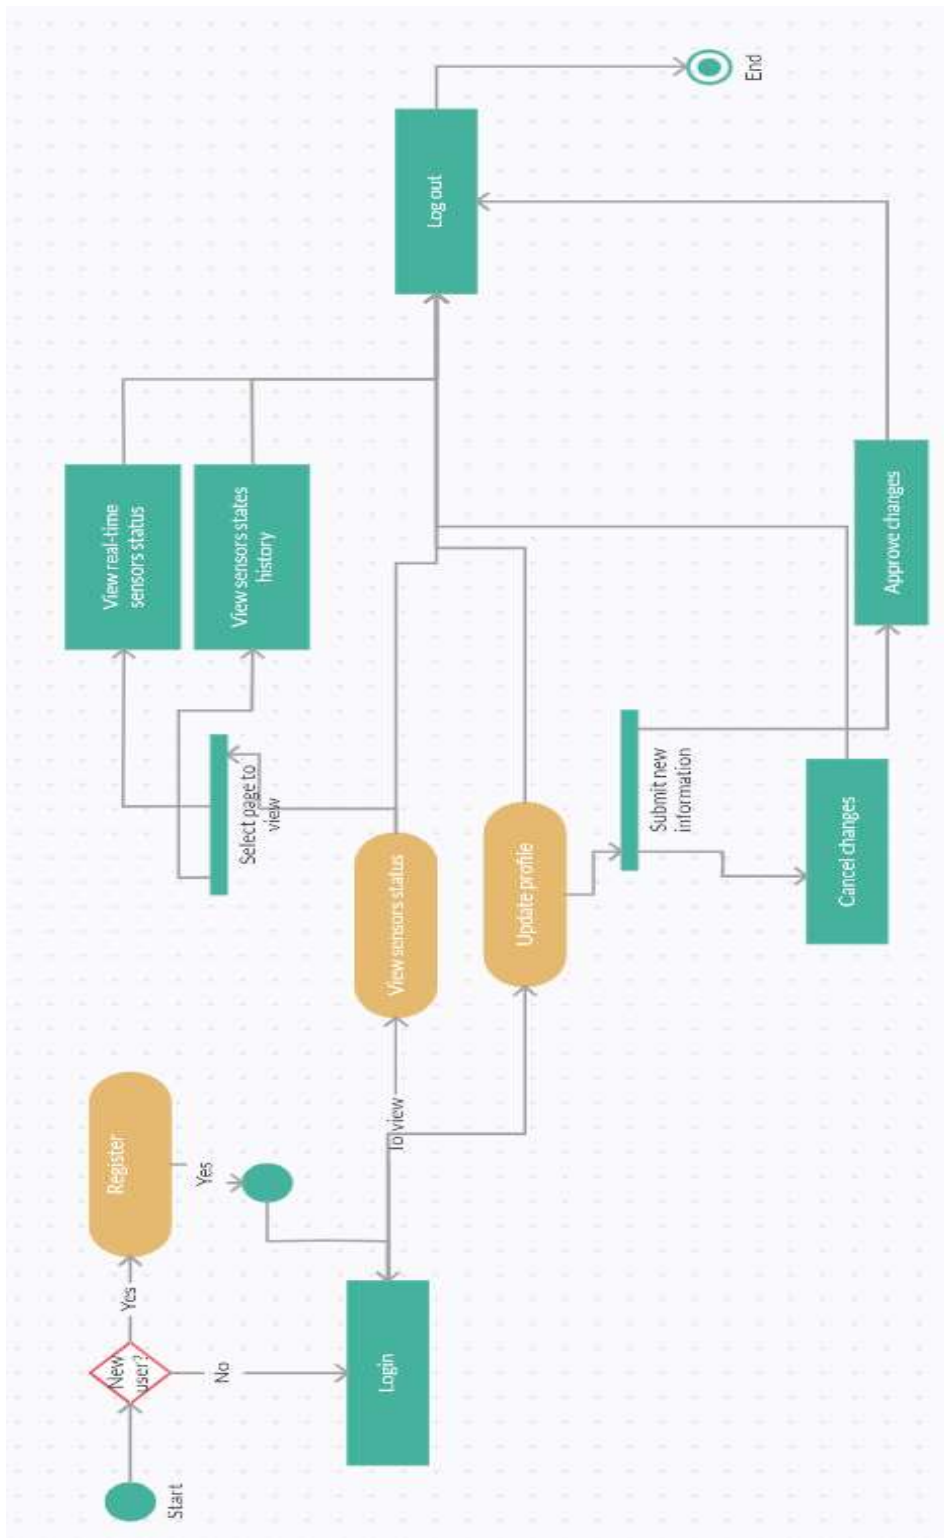 Start
New
user?
Yes
No
Register
Yes
Login
To view
View sensors status
Update profile
Select page to
view
Submit new
information
View real-time
sensors status
View sensors states
history
Cancel changes
Approve changes
Log out
End